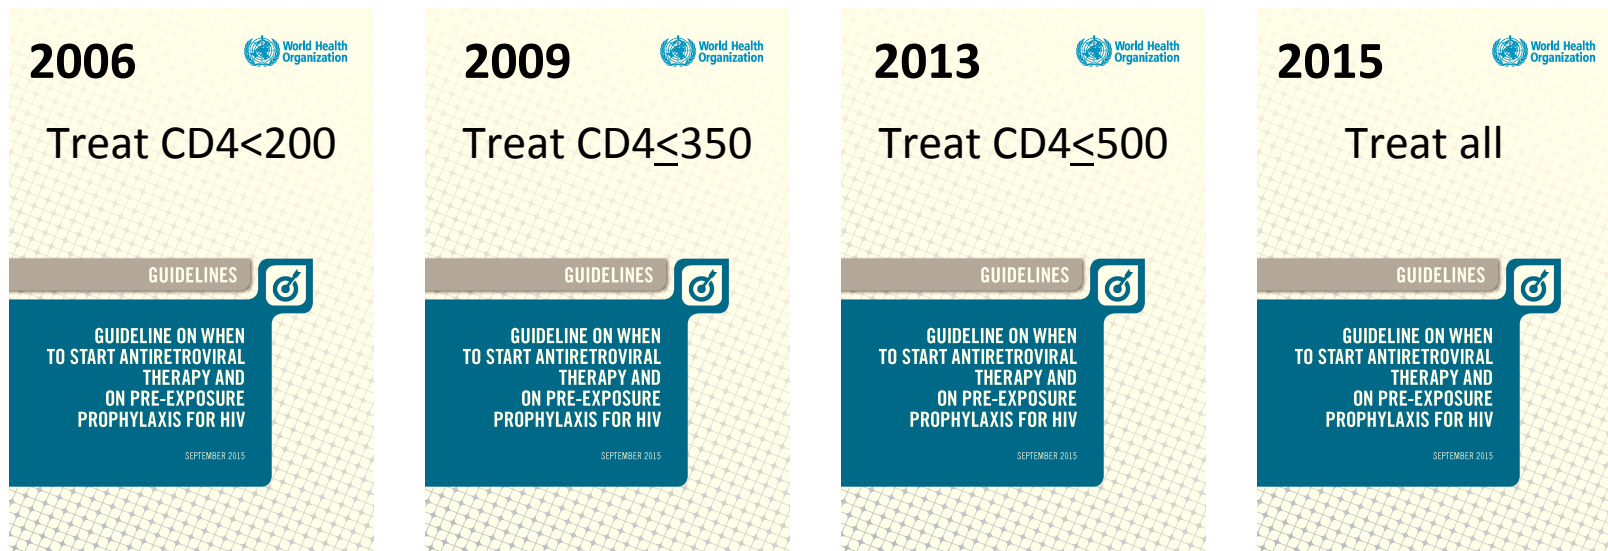 2006
World Health
Organization
Treat CD4<200
GUIDELINES
GUIDELINE ON WHEN
TO START ANTIRETROVIRAL
THERAPY AND
ON PRE-EXPOSURE
PROPHYLAXIS FOR HIV
SEPTEMBER 2015
2009
World Health
Organization
Treat CD4≤350
GUIDELINES
GUIDELINE ON WHEN
TO START ANTIRETROVIRAL
THERAPY AND
ON PRE-EXPOSURE
PROPHYLAXIS FOR HIV
SEPTEMBER 2015
2013
World Health
Organization
Treat CD4≤500
GUIDELINES
GUIDELINE ON WHEN
TO START ANTIRETROVIRAL
THERAPY AND
ON PRE-EXPOSURE
PROPHYLAXIS FOR HIV
SEPTEMBER 2015
2015
World Health
Organization
Treat all
GUIDELINES
GUIDELINE ON WHEN
TO START ANTIRETROVIRAL
THERAPY AND
ON PRE-EXPOSURE
PROPHYLAXIS FOR HIV
SEPTEMBER 2015